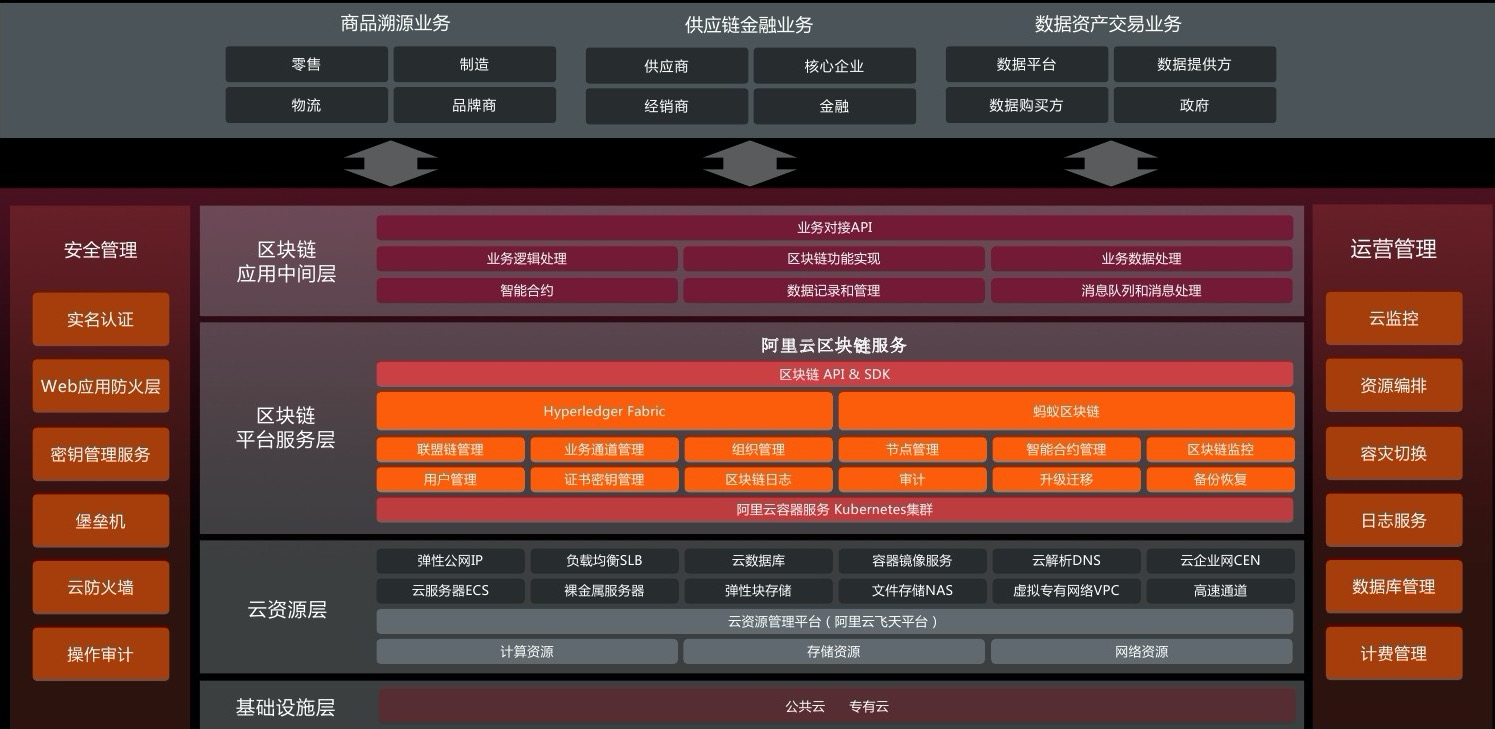 商品溯源业务
零售
制造
物流
品牌商
供应链金融业务
供应商
核心企业
经销商
金融
数据资产交易业务
数据平台
数据提供方
数据购买方
政府
安全管理
实名认证
Web应用防火层
密钥管理服务
堡垒机
云防火墙
操作审计
区块链
应用中间层
业务对接API
业务逻辑处理
区块链功能实现
业务数据处理
智能合约
数据记录和管理
消息队列和消息处理
区块链
平台服务层
阿里云区块链服务
区块链 API & SDK
Hyperledger Fabric
蚂蚁区块链
联盟链管理
业务通道管理
组织管理
节点管理
智能合约管理
区块链监控
用户管理
证书密钥管理
区块链日志
审计
升级迁移
备份恢复
阿里云容器服务 Kubernetes集群
云资源层
弹性公网IP
负载均衡SLB
云数据库
容器镜像服务
云解析DNS
云企业网CEN
云服务器ECS
裸金属服务器
弹性块存储
文件存储NAS
虚拟专有网络VPC
高速通道
云资源管理平台（阿里云飞天平台）
计算资源
存储资源
网络资源
基础设施层
公共云 专有云
运营管理
云监控
资源编排
容灾切换
日志服务
数据库管理
计费管理